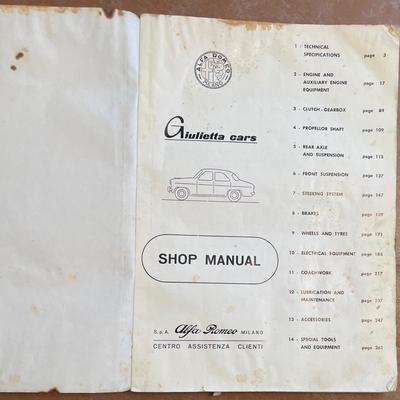 ALFA ROMEO
MILANO
Giulietta cars
SHOP MANUAL
S.p.A. Alfa Romeo MILANO
CENTRO ASSISTENZA CLIENTI
1 - TECHNICAL
SPECIFICATIONS page 3
2 - ENGINE AND
AUXILIARY ENGINE page 17
EQUIPMENT
3 - CLUTCH - GEARBOX page 89
4 - PROPELLOR SHAFT page 109
5 - REAR AXLE
AND SUSPENSION page 115
6 - FRONT SUSPENSION page 137
7 - STEERING SYSTEM page 147
8 - BRAKES page 159
9 - WHEELS AND TYRES page 171
10 - ELECTRICAL EQUIPMENT page 185
11 - COACHWORK page 217
12 - LUBRICATION AND
MAINTENANCE page 237
13 - ACCESSORIES page 247
14 - SPECIAL TOOLS
AND EQUIPMENT page 261